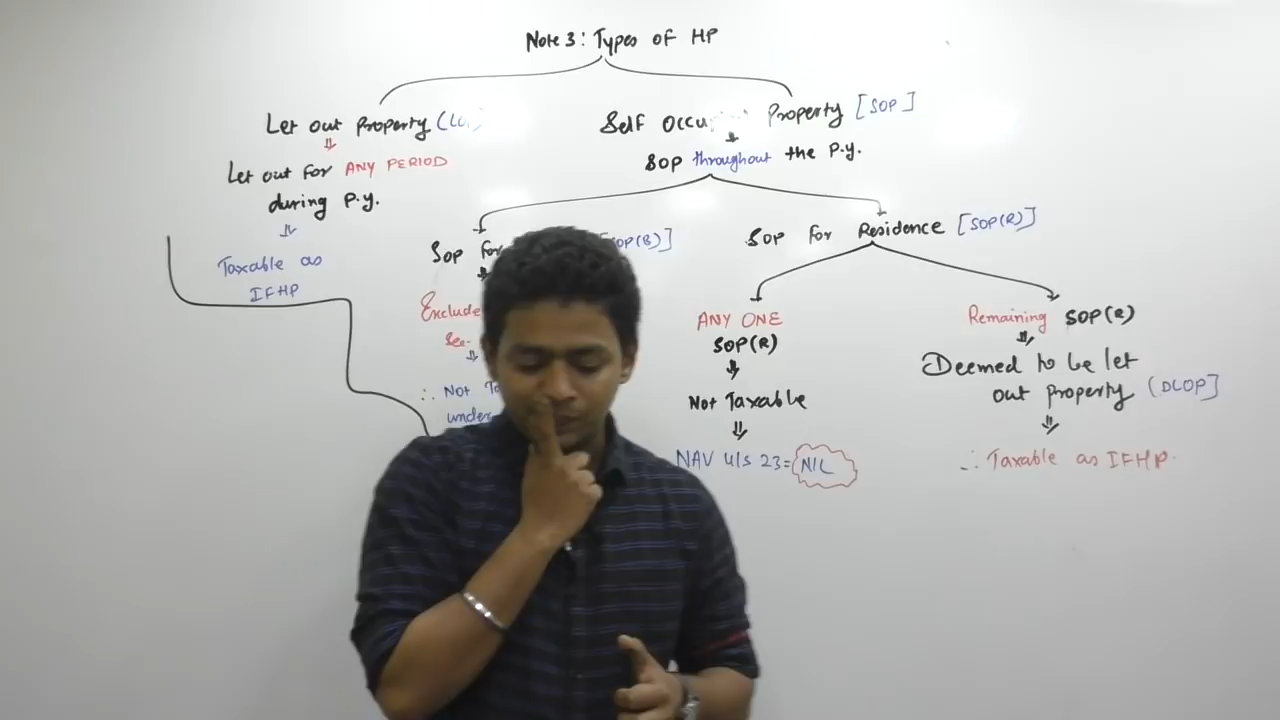 Note 3: Types of HP
Let out Property
Let out for ANY PERIOD
during P.y.
Taxable as
IFHP
Self Property [SOP]
SOP throughout the P.y.
SOP for
Exclude
See.
∴ Not
under
SOP for Residence [SOP(R)]
ANY ONE
SOP(R)
Not Taxable
NAV u/s 23= NIL
Remaining SOP(R)
Deemed to be let
out property (DLOP]
∴ Taxable as IFHP.